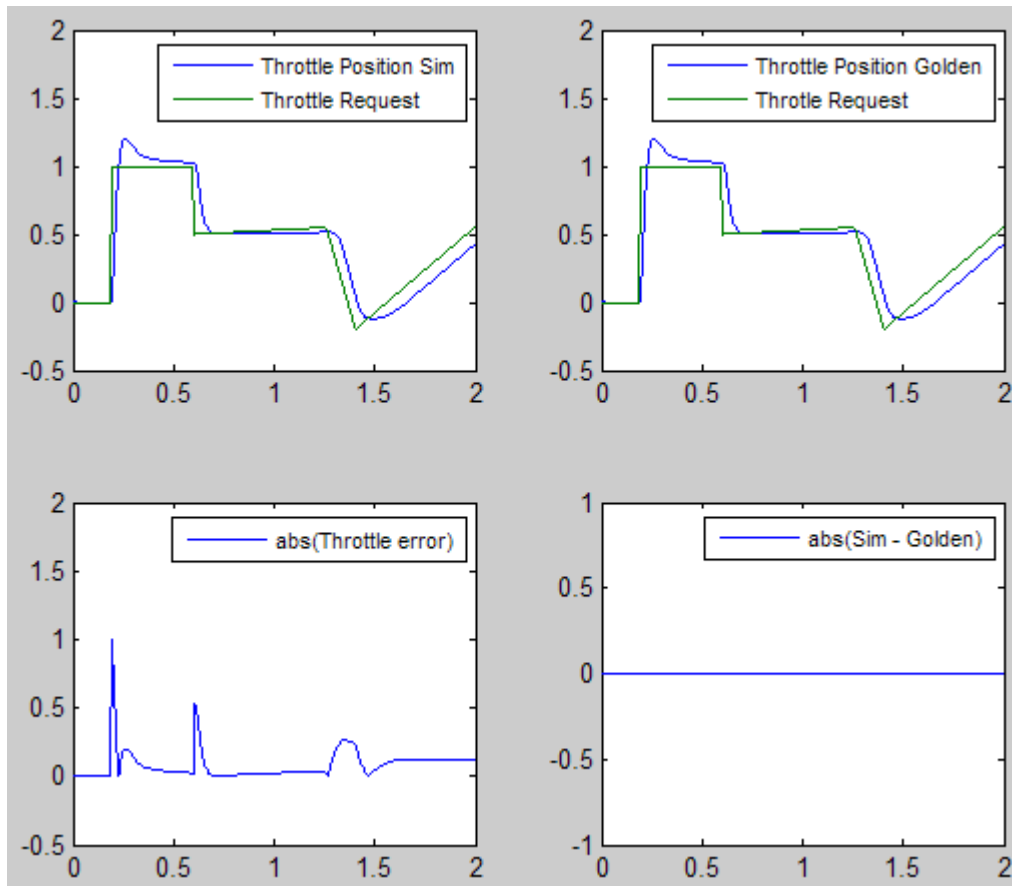 2
1.5
1
0.5
0
-0.5
0 0.5 1 1.5 2
Throttle Position Sim
Throttle Request
2
1.5
1
0.5
0
-0.5
0 0.5 1 1.5 2
Throttle Position Golden
Throtle Request
2
1.5
1
0.5
0
-0.5
0 0.5 1 1.5 2
abs(Throttle error)
1
0.5
0
-0.5
-1
0 0.5 1 1.5 2
abs(Sim - Golden)